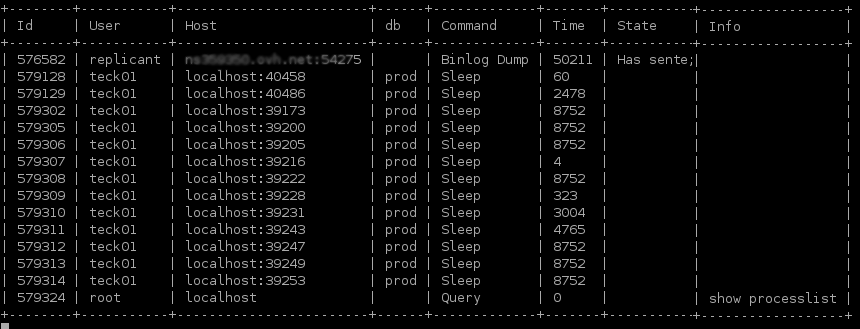 | Id | User | Host | db | Command | Time | State | Info |
| 576582 | replicant | :54275 | | Binlog Dump | 50211 | Has sente; | |
| 579128 | teck01 | localhost:40458 | prod | Sleep | 60 | | |
| 579129 | teck01 | localhost:40486 | prod | Sleep | 2478 | | |
| 579302 | teck01 | localhost:39173 | prod | Sleep | 8752 | | |
| 579305 | teck01 | localhost:39200 | prod | Sleep | 8752 | | |
| 579306 | teck01 | localhost:39205 | prod | Sleep | 8752 | | |
| 579307 | teck01 | localhost:39216 | prod | Sleep | 4 | | |
| 579308 | teck01 | localhost:39222 | prod | Sleep | 8752 | | |
| 579309 | teck01 | localhost:39228 | prod | Sleep | 323 | | |
| 579310 | teck01 | localhost:39231 | prod | Sleep | 3004 | | |
| 579311 | teck01 | localhost:39243 | prod | Sleep | 4765 | | |
| 579312 | teck01 | localhost:39247 | prod | Sleep | 8752 | | |
| 579313 | teck01 | localhost:39249 | prod | Sleep | 8752 | | |
| 579314 | teck01 | localhost:39253 | prod | Sleep | 8752 | | |
| 579324 | root | localhost | | Query | 0 | | show processlist |